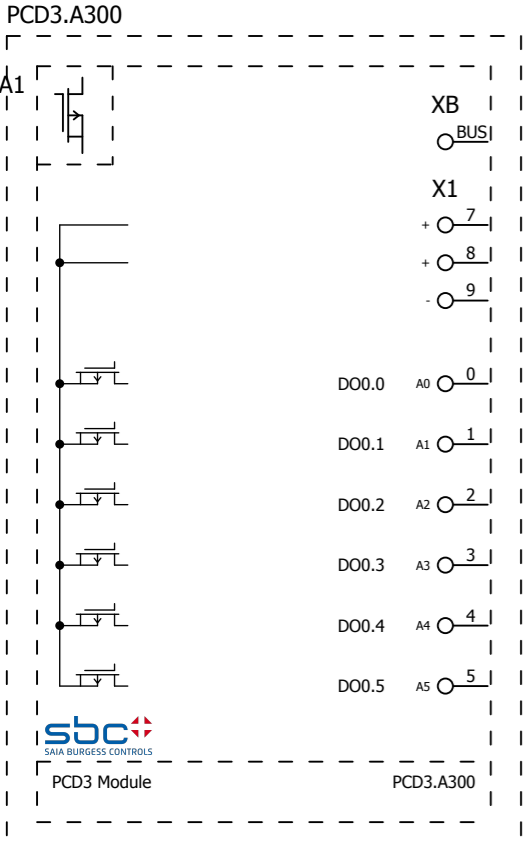 PCD3.A300
A1
XB
BUS
X1
+ 7
+ 8
- 9
DO0.0 A0 0
DO0.1 A1 1
DO0.2 A2 2
DO0.3 A3 3
DO0.4 A4 4
DO0.5 A5 5
sbc
SAIA BURGESS CONTROLS
PCD3 Module PCD3.A300